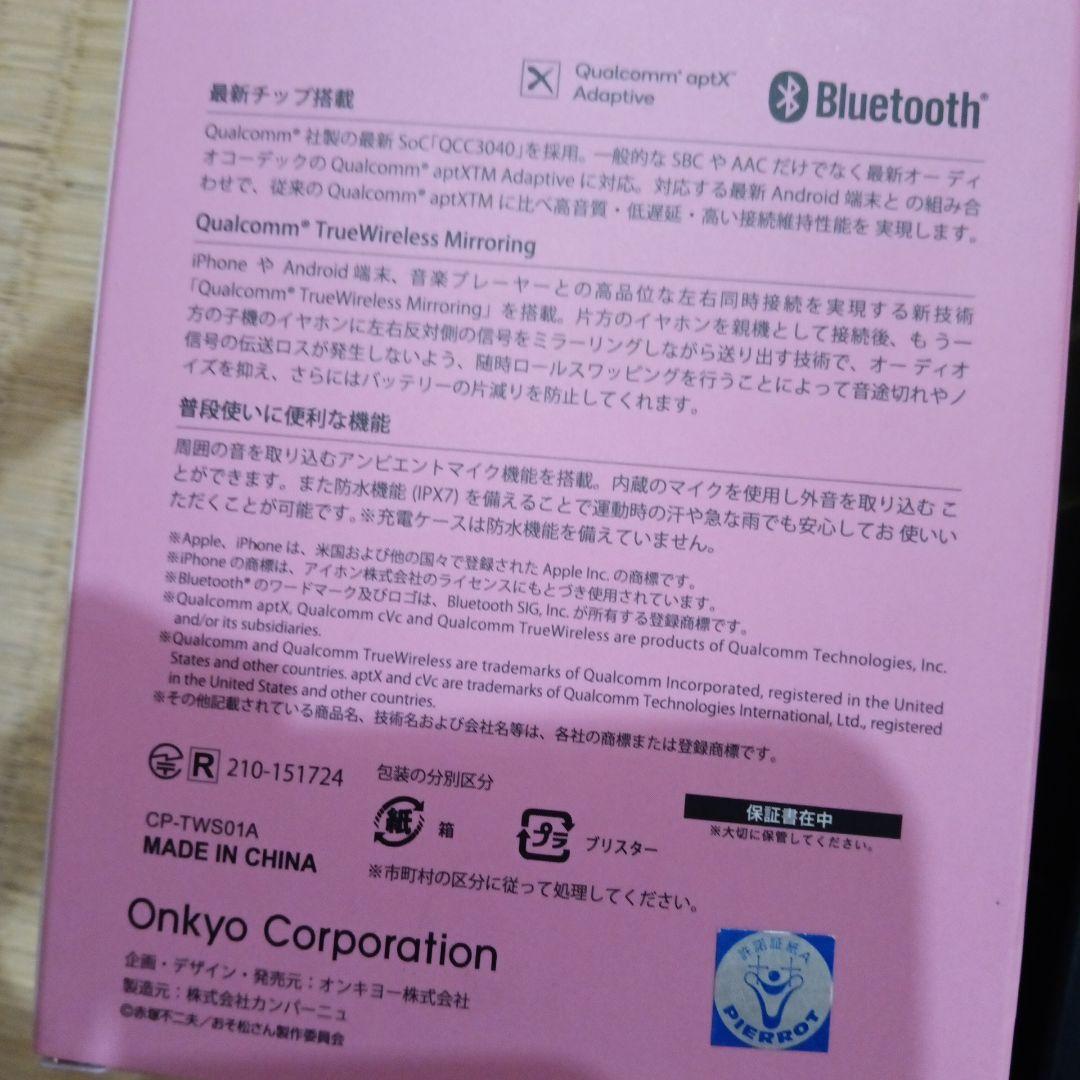 Qualcomm® aptX™
Adaptive
Bluetooth®
最新チップ搭載
Qualcomm® 社製の最新 SoC「QCC3040」を採用。一般的な SBC や AAC だけでなく最新オー ディ
オコーデックの Qualcomm® aptXTM Adaptive に対応。対応する最新 Android 端末と の組み合
わせで、従来の Qualcomm® aptXTM に比べ高音質・低遅延・高い接続維持性能を 実現します。
Qualcomm® TrueWireless Mirroring
iPhone や Android 端末、音楽プレーヤーとの高品位な左右同時接続を実現する新技術
「Qualcomm® TrueWireless Mirroring」を搭載。片方のイヤホンを親機として接続後、も う一
方の子機のイヤホンに左右反対側の信号をミラーリングしながら送り出す技術で、オー ディオ
信号の伝送ロスが発生しないよう、随時ロールスワッピングを行うことによって音途切れやノ
イズを抑え、さらにはバッテリーの片減りを防止してくれます。
普段使いに便利な機能
周囲の音を取り込むアンビエントマイク機能を搭載。内蔵のマイクを使用し外音を取り込む こ
とができます。また防水機能 (IPX7) を備えることで運動時の汗や急な雨でも安心してお 使いい
ただくことが可能です。※充電ケースは防水機能を備えていません。
※Apple、iPhone は、米国および他の国々で登録された Apple Inc. の商標です。
※iPhone の商標は、アイホン株式会社のライセンスにもとづき使用されています。
※Bluetooth® のワードマーク及びロゴは、Bluetooth SIG, Inc. が所有する登録商標です。
※Qualcomm aptX, Qualcomm cVc and Qualcomm TrueWireless are products of Qualcomm Technologies, Inc.
and/or its subsidiaries.
※Qualcomm and Qualcomm TrueWireless are trademarks of Qualcomm Incorporated, registered in the United
States and other countries. aptX and cVc are trademarks of Qualcomm Technologies International, Ltd., registered
in the United States and other countries.
※その他記載されている商品名、技術名および会社名等は、各社の商標または登録商標です。
R 210-151724
包装の分別区分
紙 箱
プラ ブリスター
※市町村の区分に従って処理してください。
保証書在中
※大切に保管してください。
CP-TWS01A
MADE IN CHINA
Onkyo Corporation
企画・デザイン・発売元：オンキヨー株式会社
製造元：株式会社カンパーニュ
©赤塚不二夫／おそ松さん製作委員会
許諾証紙A
PIERROT